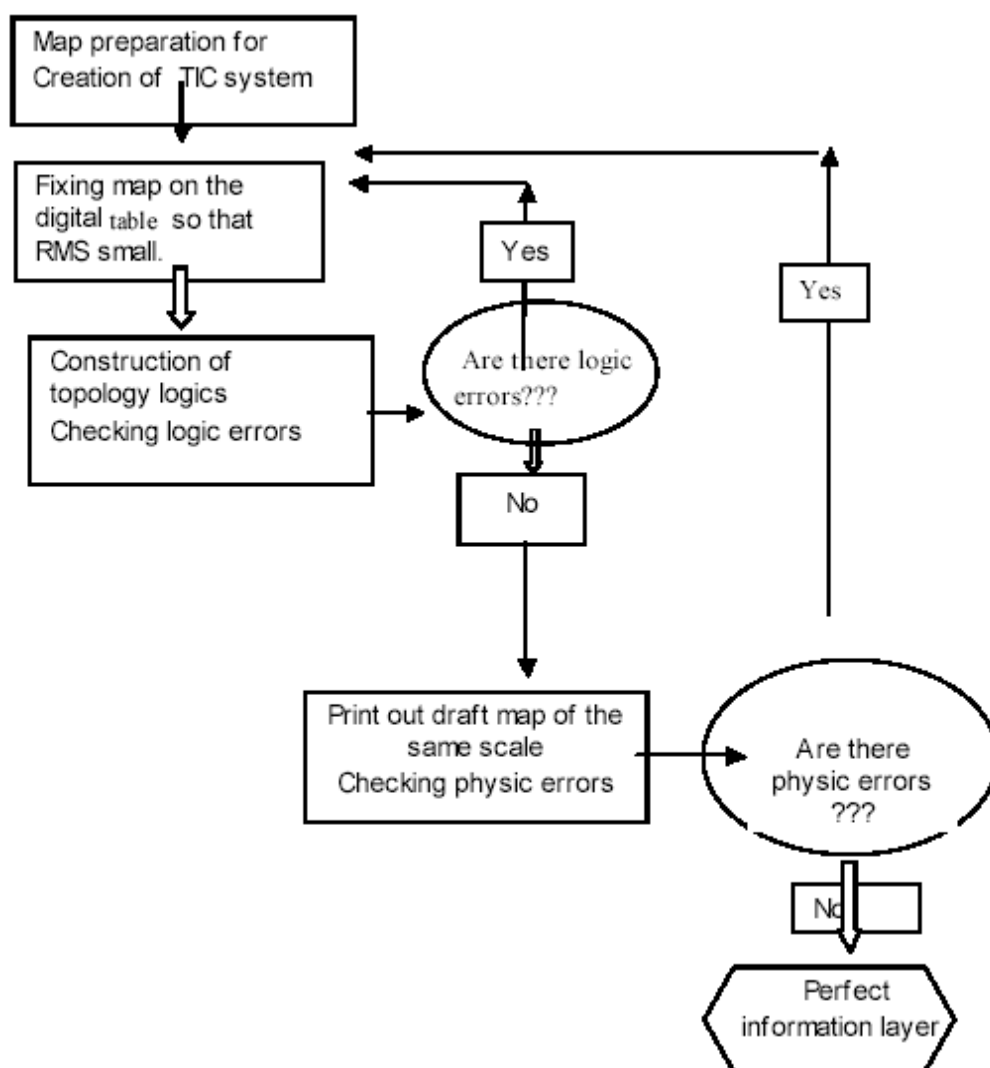 Map preparation for
Creation of TIC system
Fixing map on the
digital table so that
RMS small.
Yes
Yes
Construction of
topology logics
Checking logic errors
Are there logic
errors???
No
Print out draft map of the
same scale
Checking physic errors
Are there
physic errors
???
No
Perfect
information layer